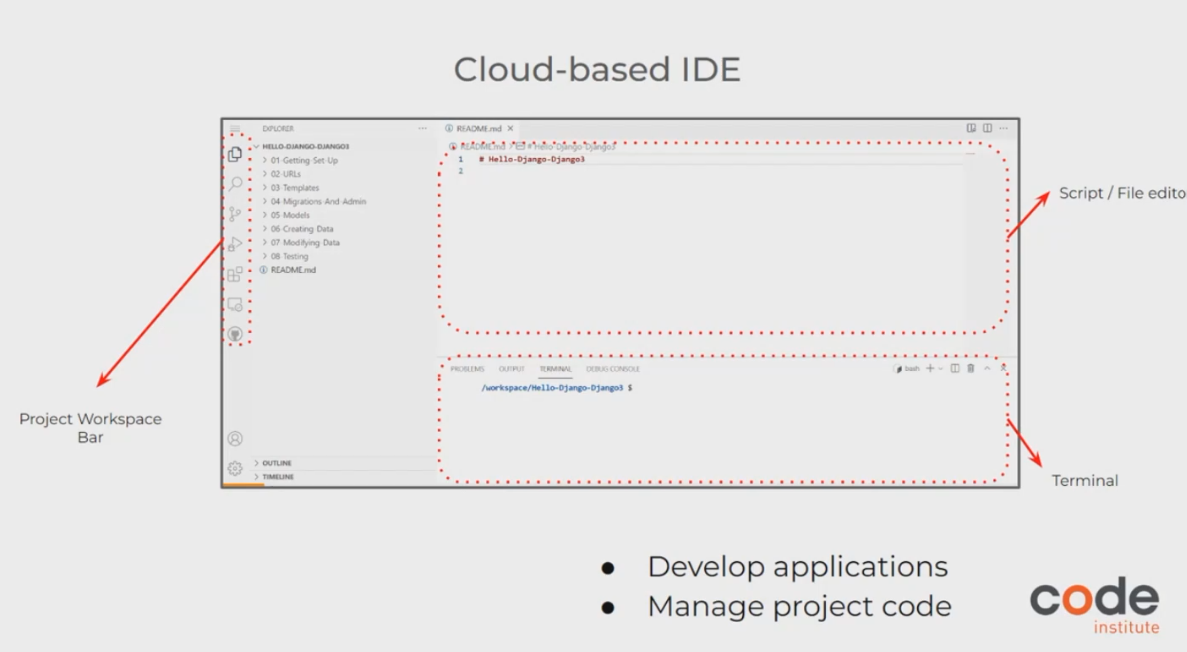 Cloud-based IDE
EXPLORER
HELLO-DJANGO-DJANGO3
01-Getting-Set-Up
02-URLs
03-Templates
04-Migrations And Admin
05-Models
06-Creating Data
07 Modifying Data
08 Testing
README.md
OUTLINE
TIMELINE
README.md
README.md > # Hello-Django-Django3
1 # Hello-Django-Django3
2
PROBLEMS OUTPUT TERMINAL DEBUG CONSOLE bash
/workspace/Hello-Django-Django3 $
Project Workspace
Bar
Script / File edito
Terminal
● Develop applications
● Manage project code
code
institute